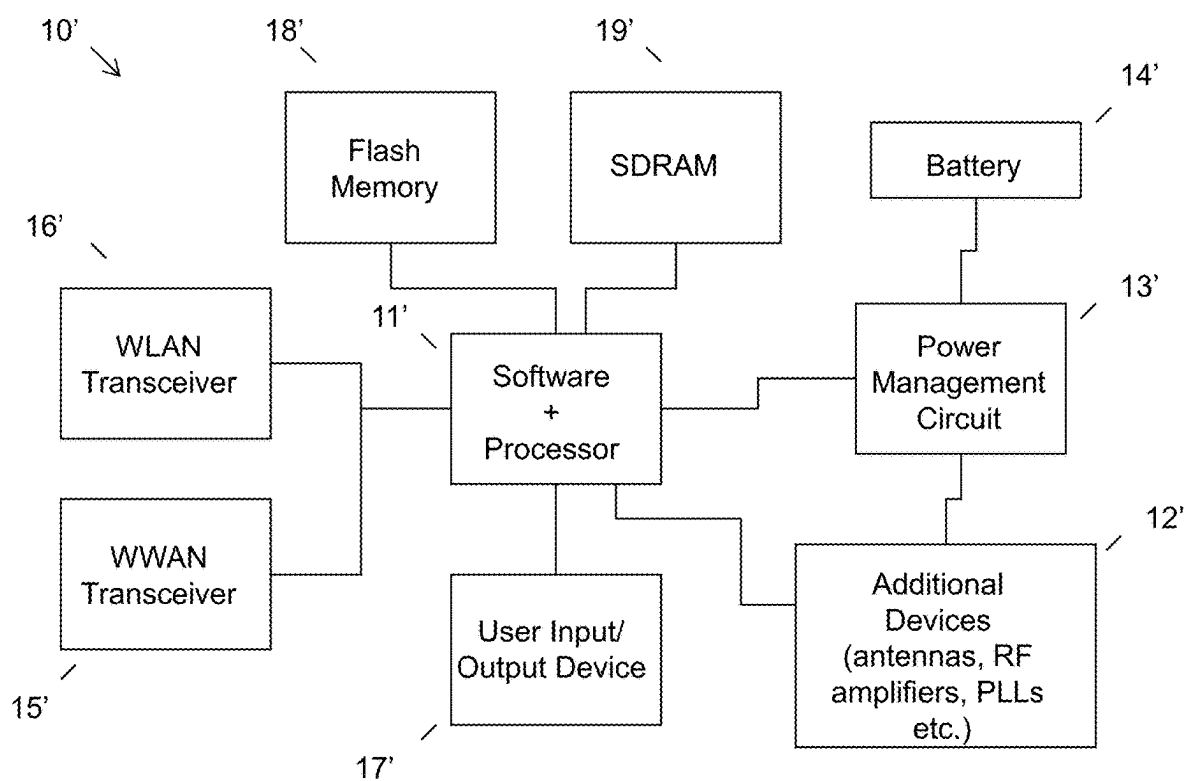 10’
18’
19’
14’
Flash
Memory
SDRAM
Battery
16’
13’
11’
WLAN
Transceiver
Software
+
Processor
Power
Management
Circuit
12’
WWAN
Transceiver
User Input/
Output Device
Additional
Devices
(antennas, RF
amplifiers, PLLs
etc.)
15’
17’